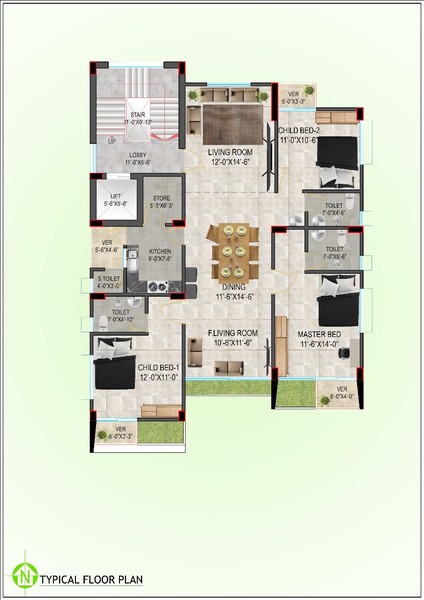 VER
5'-0"X3'-3"
STAIR
11'-0"X9'-10"
UP
CHILD BED-2
11'-0"X10'-6"
LOBBY
11'-0"X6'-6"
LIVING ROOM
12'-0"X14'-6"
LIFT
5'-6"X5'-6"
STORE
5'-3"X6'-3"
TOILET
7'-0"X4'-6"
VER
5'-6"X4'-6"
KITCHEN
9'-0"X7'-6"
TOILET
7'-0"X5'-6"
S.TOILET
4'-0"X3'-0"
DINING
11'-6"X14'-6"
TOILET
7'-0"X4'-10"
F.LIVING ROOM
10'-6"X11'-6"
MASTER BED
11'-6"X14'-0"
CHILD BED-1
12'-0"X11'-0"
VER
6'-0"X4'-0"
VER
6'-0"X3'-3"
N
TYPICAL FLOOR PLAN